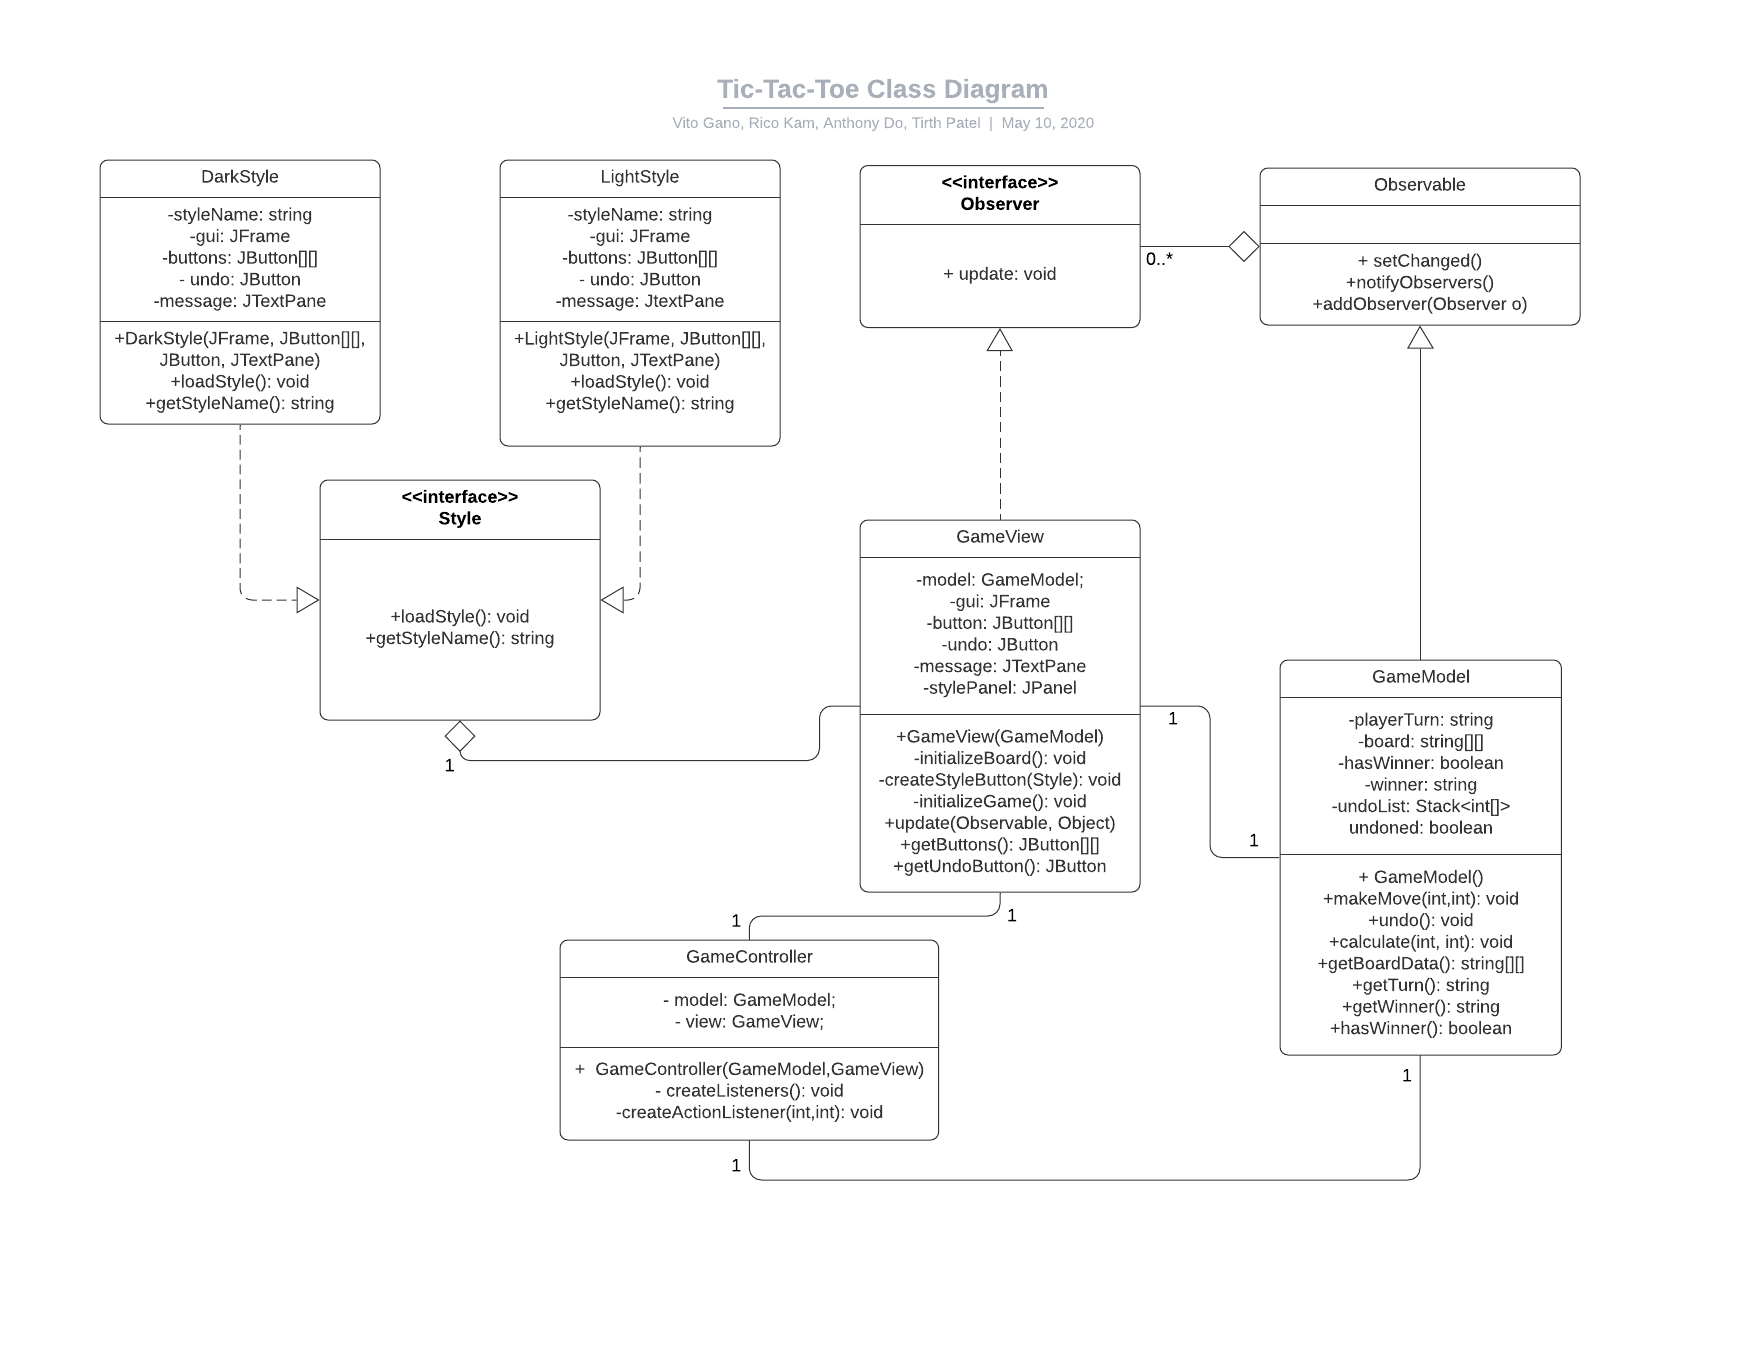 Tic-Tac-Toe Class Diagram
Vito Gano, Rico Kam, Anthony Do, Tirth Patel | May 10, 2020
DarkStyle
-styleName: string
-gui: JFrame
-buttons: JButton[][]
- undo: JButton
-message: JTextPane
+DarkStyle(JFrame, JButton[][],
JButton, JTextPane)
+loadStyle(): void
+getStyleName(): string
LightStyle
-styleName: string
-gui: JFrame
-buttons: JButton[][]
- undo: JButton
-message: JtextPane
+LightStyle(JFrame, JButton[][],
JButton, JTextPane)
+loadStyle(): void
+getStyleName(): string
<<interface>>
Observer
+ update: void
0..*
Observable
+ setChanged()
+notifyObservers()
+addObserver(Observer o)
<<interface>>
Style
+loadStyle(): void
+getStyleName(): string
1
GameView
-model: GameModel;
-gui: JFrame
-button: JButton[][]
-undo: JButton
-message: JTextPane
-stylePanel: JPanel
+GameView(GameModel)
-initializeBoard(): void
-createStyleButton(Style): void
-initializeGame(): void
+update(Observable, Object)
+getButtons(): JButton[][]
+getUndoButton(): JButton
1
1
GameModel
-playerTurn: string
-board: string[][]
-hasWinner: boolean
-winner: string
-undoList: Stack<int[]>
undoned: boolean
+ GameModel()
+makeMove(int,int): void
+undo(): void
+calculate(int, int): void
+getBoardData(): string[][]
+getTurn(): string
+getWinner(): string
+hasWinner(): boolean
1
1
1
GameController
- model: GameModel;
- view: GameView;
+ GameController(GameModel,GameView)
- createListeners(): void
-createActionListener(int,int): void
1